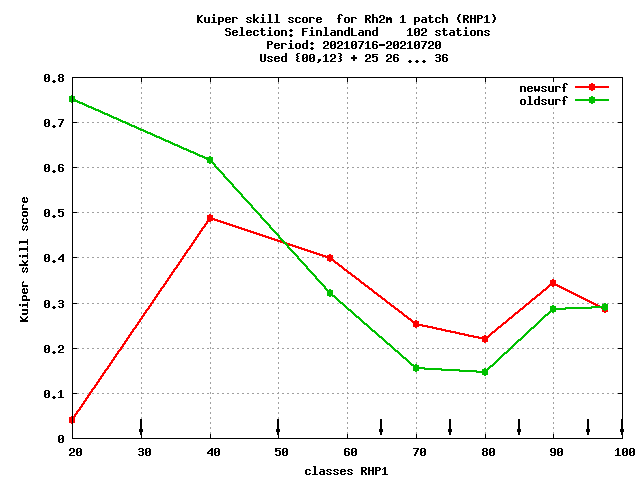 Kuiper skill score for Rh2m 1 patch (RHP1)
Selection: FinlandLand 102 stations
Period: 20210716-20210720
Used {00,12} + 25 26 ... 36
newsurf
oldsurf
0.8
0.7
0.6
0.5
0.4
0.3
0.2
0.1
0
Kuiper skill score
20 30 40 50 60 70 80 90 100
classes RHP1